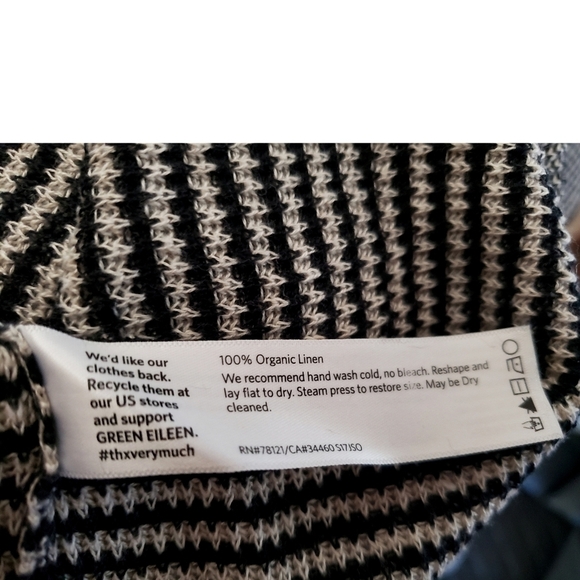 We'd like our
clothes back.
Recycle them at
our US stores
and support
GREEN EILEEN.
#thxverymuch
100% Organic Linen
We recommend hand wash cold, no bleach. Reshape and
lay flat to dry. Steam press to restore size. May be Dry
cleaned.
RN#78121/CA#34460 S17JSO